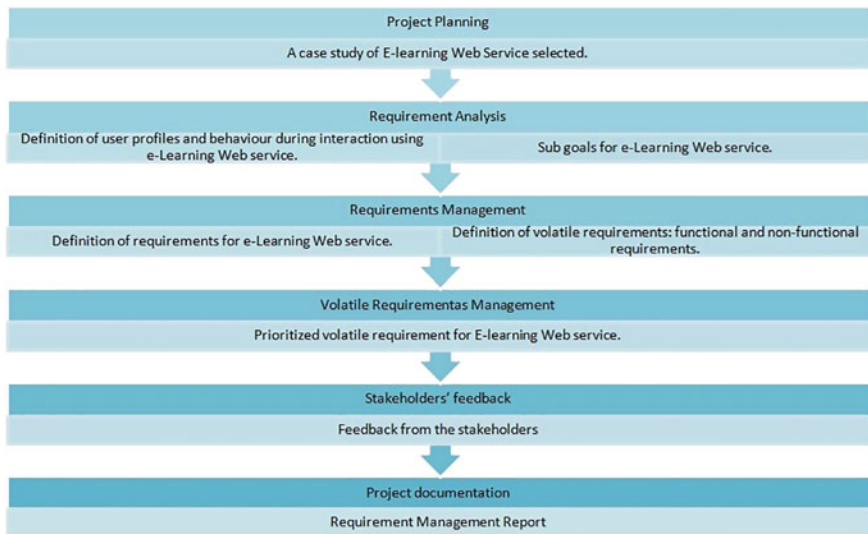 Project Planning
A case study of E-learning Web Service selected.
Requirement Analysis
Definition of user profiles and behaviour during interaction using
e-Learning Web service.
Sub goals for e-Learning Web service.
Requirements Management
Definition of requirements for e-Learning Web service.
Definition of volatile requirements: functional and non-functional
requirements.
Volatile Requirementas Management
Prioritized volatile requirement for E-learning Web service.
Stakeholders’ feedback
Feedback from the stakeholders
Project documentation
Requirement Management Report